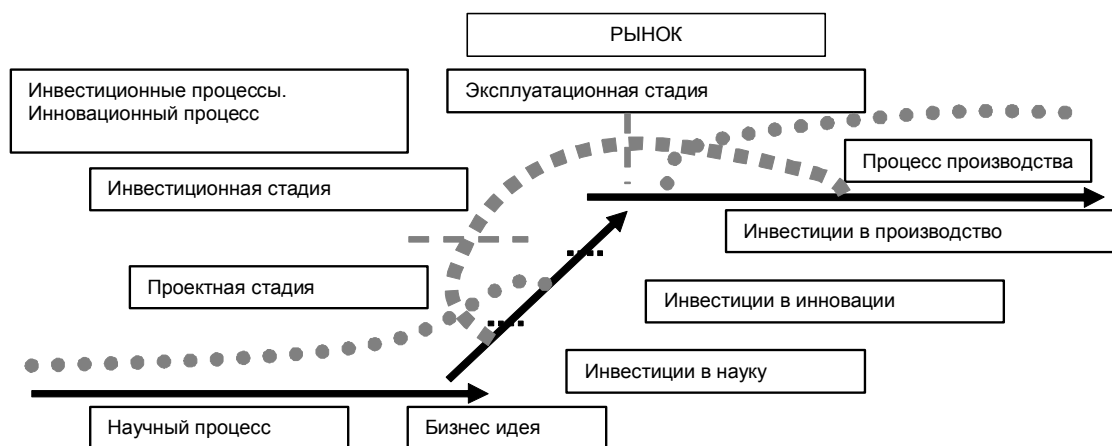 РЫНОК
Инвестиционные процессы.
Инновационный процесс
Эксплуатационная стадия
Процесс производства
Инвестиционная стадия
Инвестиции в производство
Проектная стадия
Инвестиции в инновации
Инвестиции в науку
Научный процесс
Бизнес идея